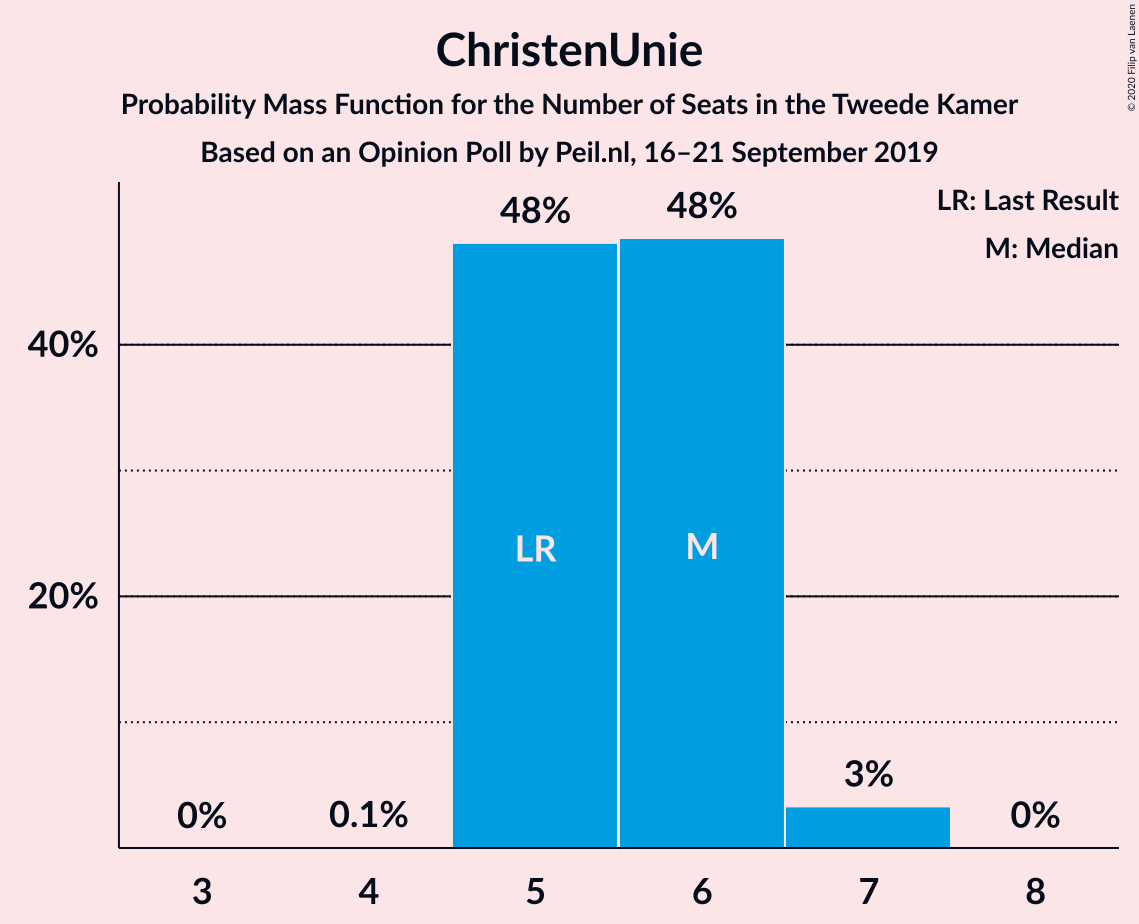 ChristenUnie
Probability Mass Function for the Number of Seats in the Tweede Kamer
Based on an Opinion Poll by Peil.nl, 16–21 September 2019
© 2020 Filip van Laenen
LR: Last Result
M: Median
48%
48%
40%
20%
LR
M
0%
0.1%
3%
0%
3
4
5
6
7
8